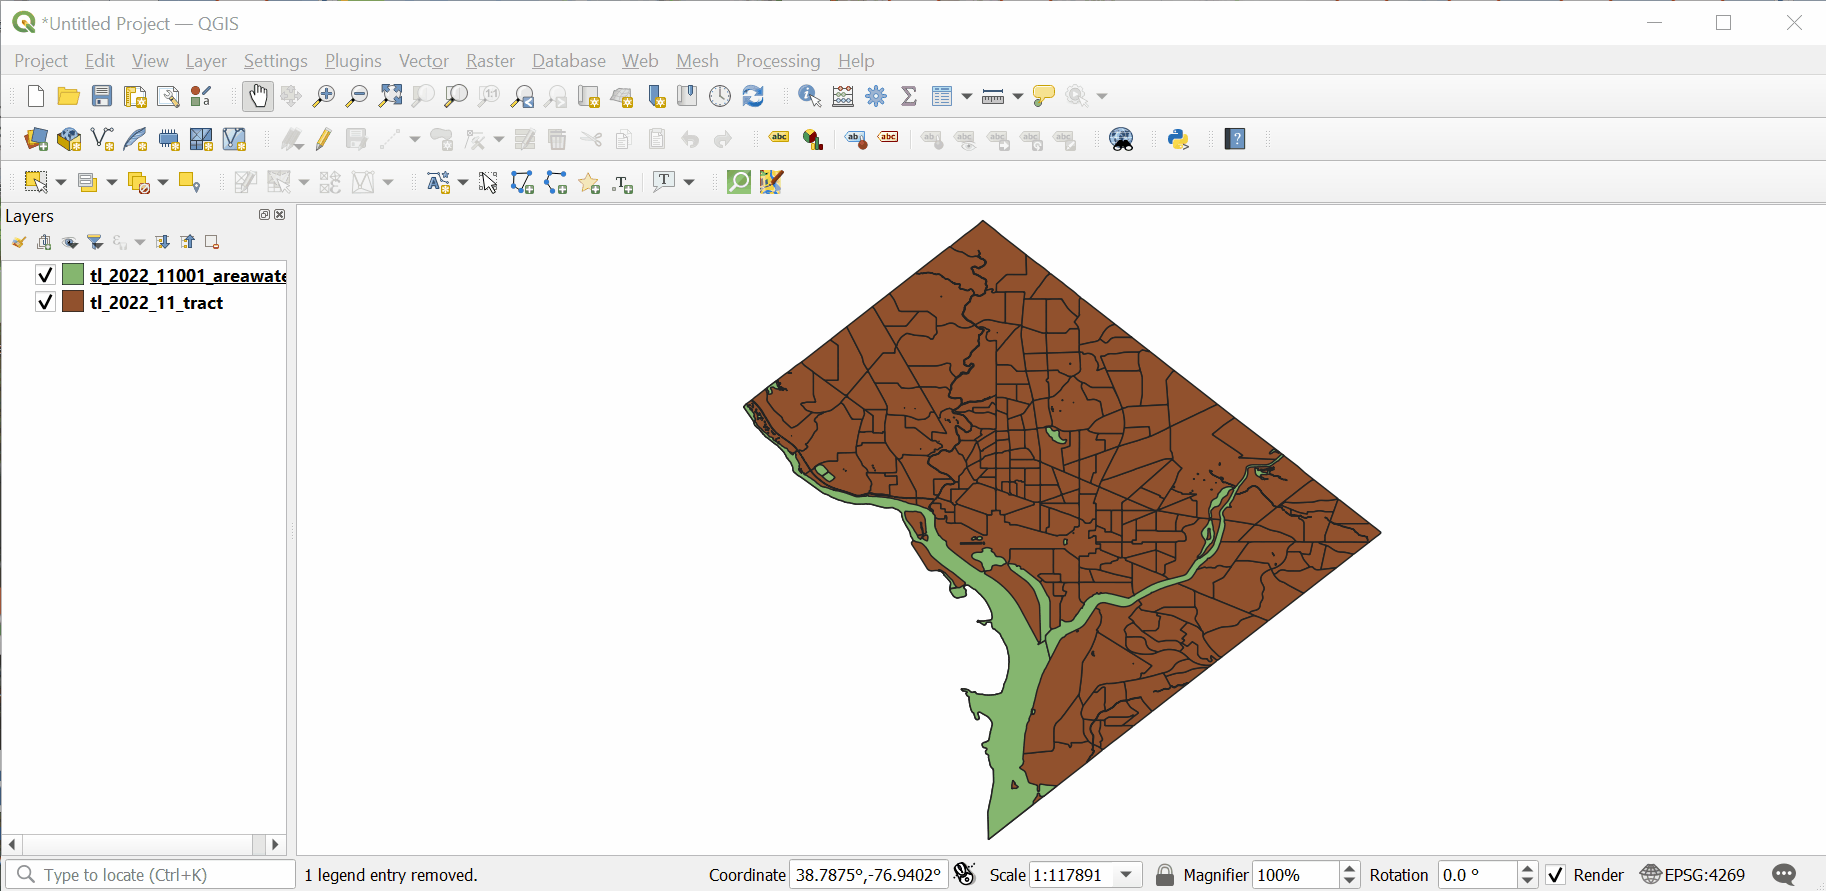 *Untitled Project — QGIS
Project Edit View Layer Settings Plugins Vector Raster Database Web Mesh Processing Help
Layers
tl_2022_11001_areawate
tl_2022_11_tract
Type to locate (Ctrl+K) 1 legend entry removed. Coordinate 38.7875°,-76.9402° Scale 1:117891 Magnifier 100% Rotation 0.0 ° Render EPSG:4269